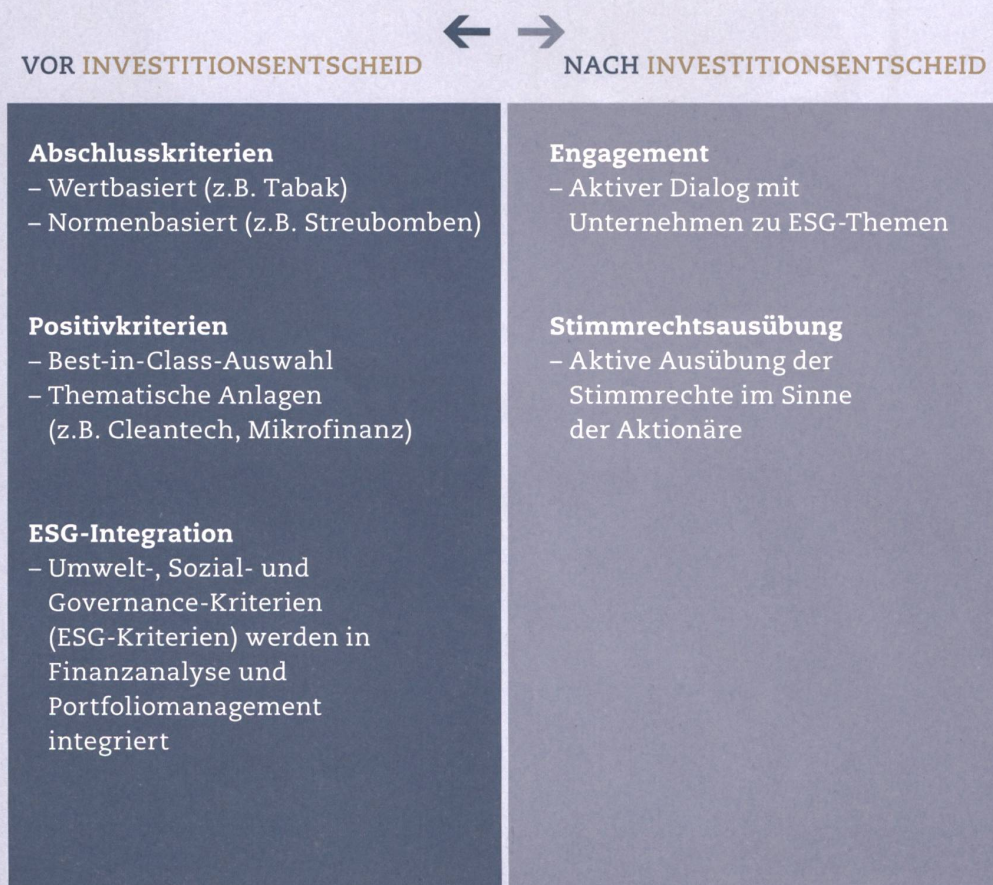 VOR INVESTITIONSENTSCHEID
Abschlusskriterien
– Wertbasiert (z.B. Tabak)
– Normenbasiert (z.B. Streubomben)
Positivkriterien
– Best-in-Class-Auswahl
– Thematische Anlagen
(z.B. Cleantech, Mikrofinanz)
ESG-Integration
– Umwelt-, Sozial- und
Governance-Kriterien
(ESG-Kriterien) werden in
Finanzanalyse und
Portfoliomanagement
integriert
NACH INVESTITIONSENTSCHEID
Engagement
– Aktiver Dialog mit
Unternehmen zu ESG-Themen
Stimmrechtsausübung
– Aktive Ausübung der
Stimmrechte im Sinne
der Aktionäre